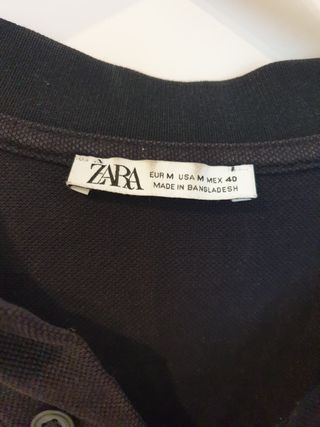 ZARA
EUR M USA M MEX 40
MADE IN BANGLADESH